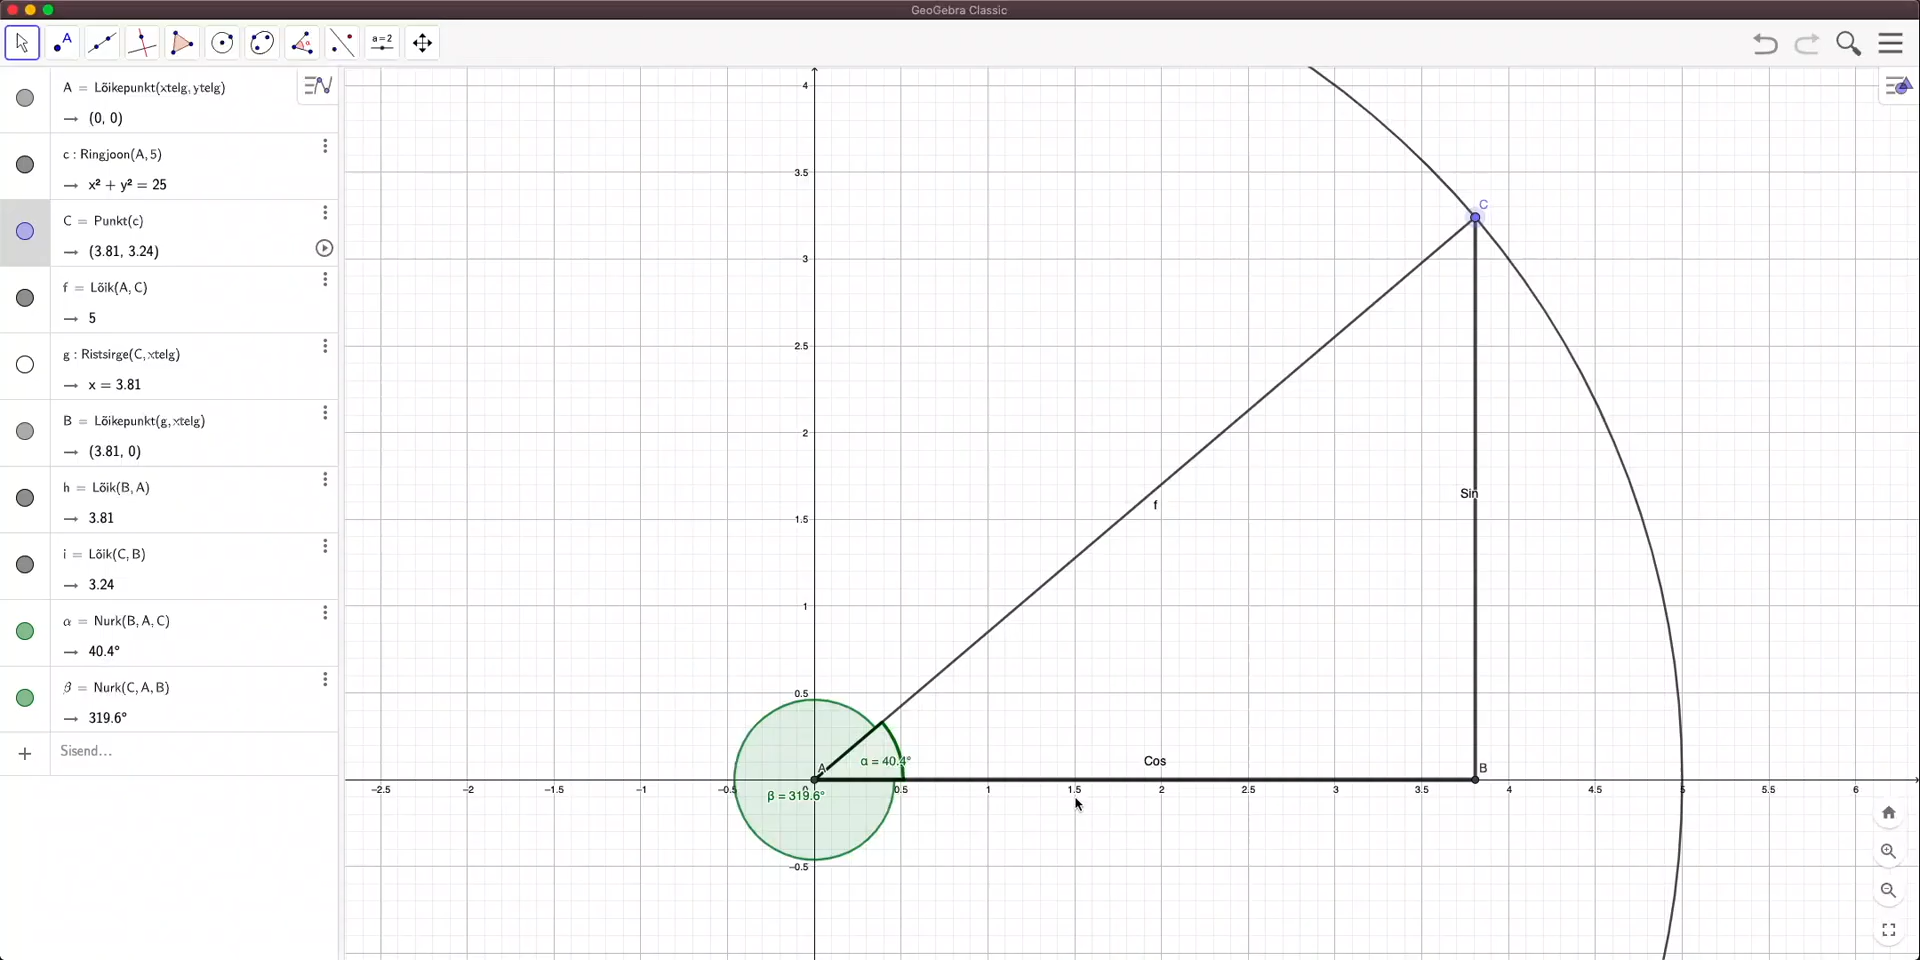 GeoGebra Classic
A
a=2
A = Lõikepunkt(xtelg, ytelg)
→ (0, 0)
c : Ringjoon(A, 5)
→ x² + y² = 25
C = Punkt(c)
→ (3.81, 3.24)
f = Lõik(A, C)
→ 5
g : Ristsirge(C, xtelg)
→ x = 3.81
B = Lõikepunkt(g, xtelg)
→ (3.81, 0)
h = Lõik(B, A)
→ 3.81
i = Lõik(C, B)
→ 3.24
α = Nurk(B, A, C)
→ 40.4°
β = Nurk(C, A, B)
→ 319.6°
+ Sisend...
4
3.5
C
3
2.5
2
Sin
f
1.5
1
0.5
Cos
α = 40.4°
A
B
−2.5 −2 −1.5 −1 −0.5 0 0.5 1 1.5 2 2.5 3 3.5 4 4.5 5 5.5 6
β = 319.6°
−0.5